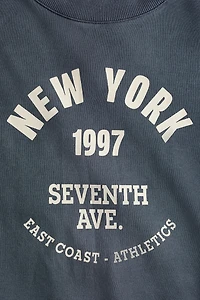 NEW YORK
1997
SEVENTH
AVE.
EAST COAST - ATHLETICS